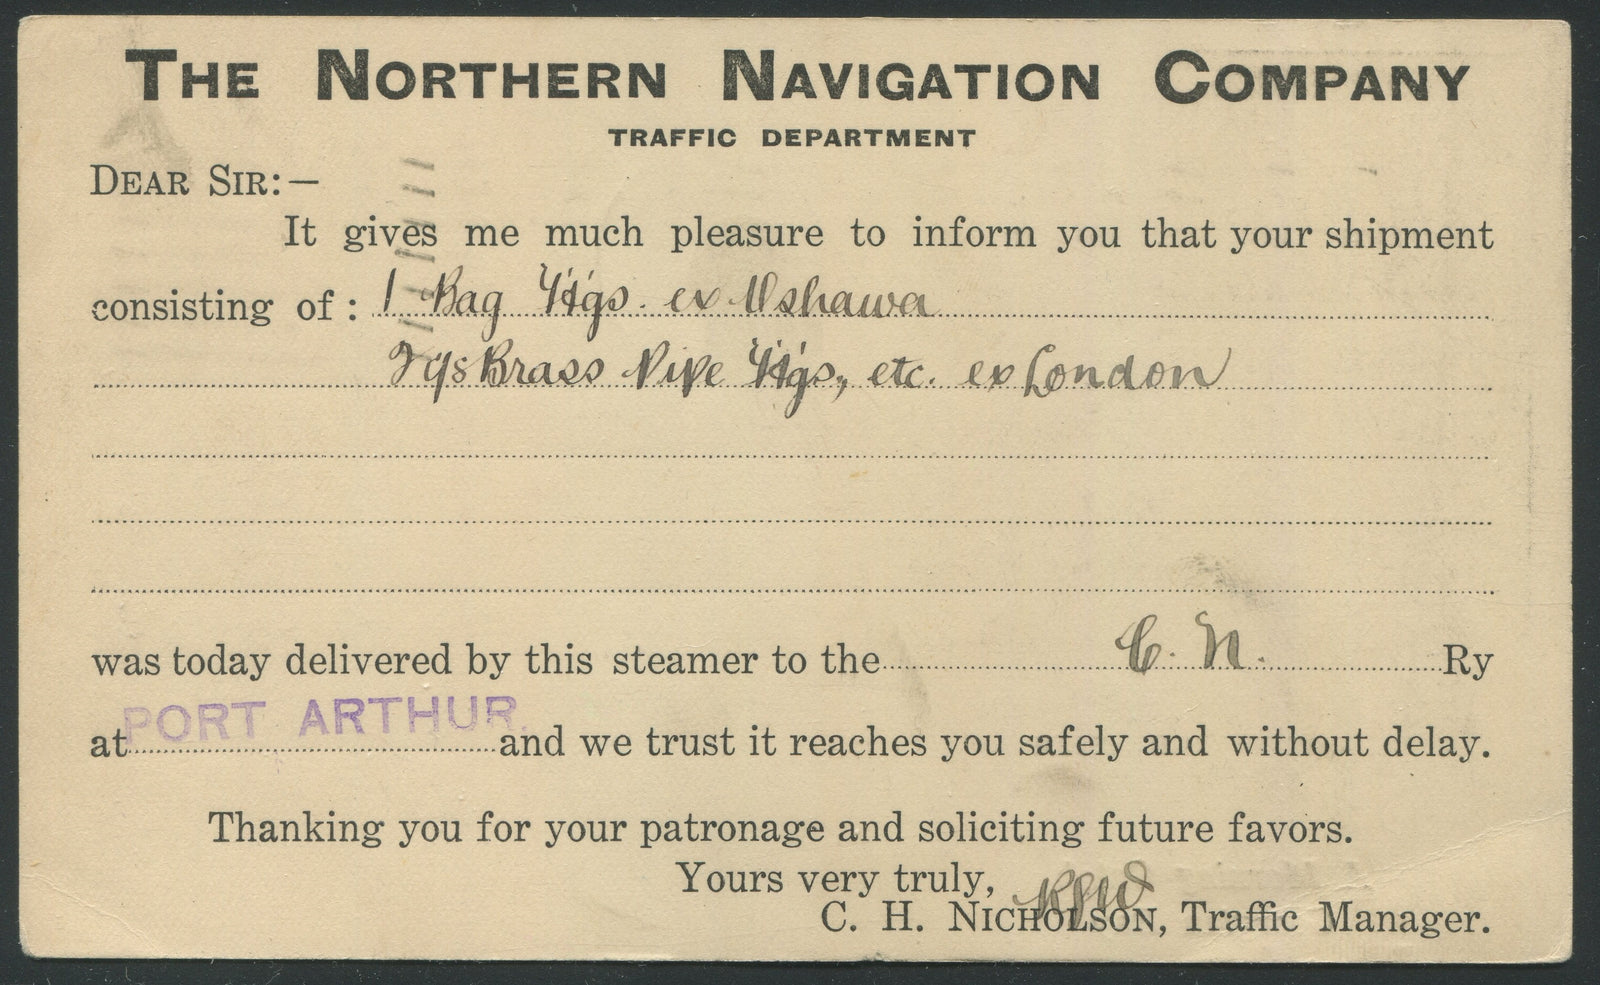 THE NORTHERN NAVIGATION COMPANY
TRAFFIC DEPARTMENT
DEAR SIR:—
It gives me much pleasure to inform you that your shipment
consisting of: 1 Bag ex Oshawa
Brass Pipe etc. ex London
was today delivered by this steamer to the C. N. Ry
at PORT ARTHUR. and we trust it reaches you safely and without delay.
Thanking you for your patronage and soliciting future favors.
Yours very truly,
C. H. NICHOLSON, Traffic Manager.